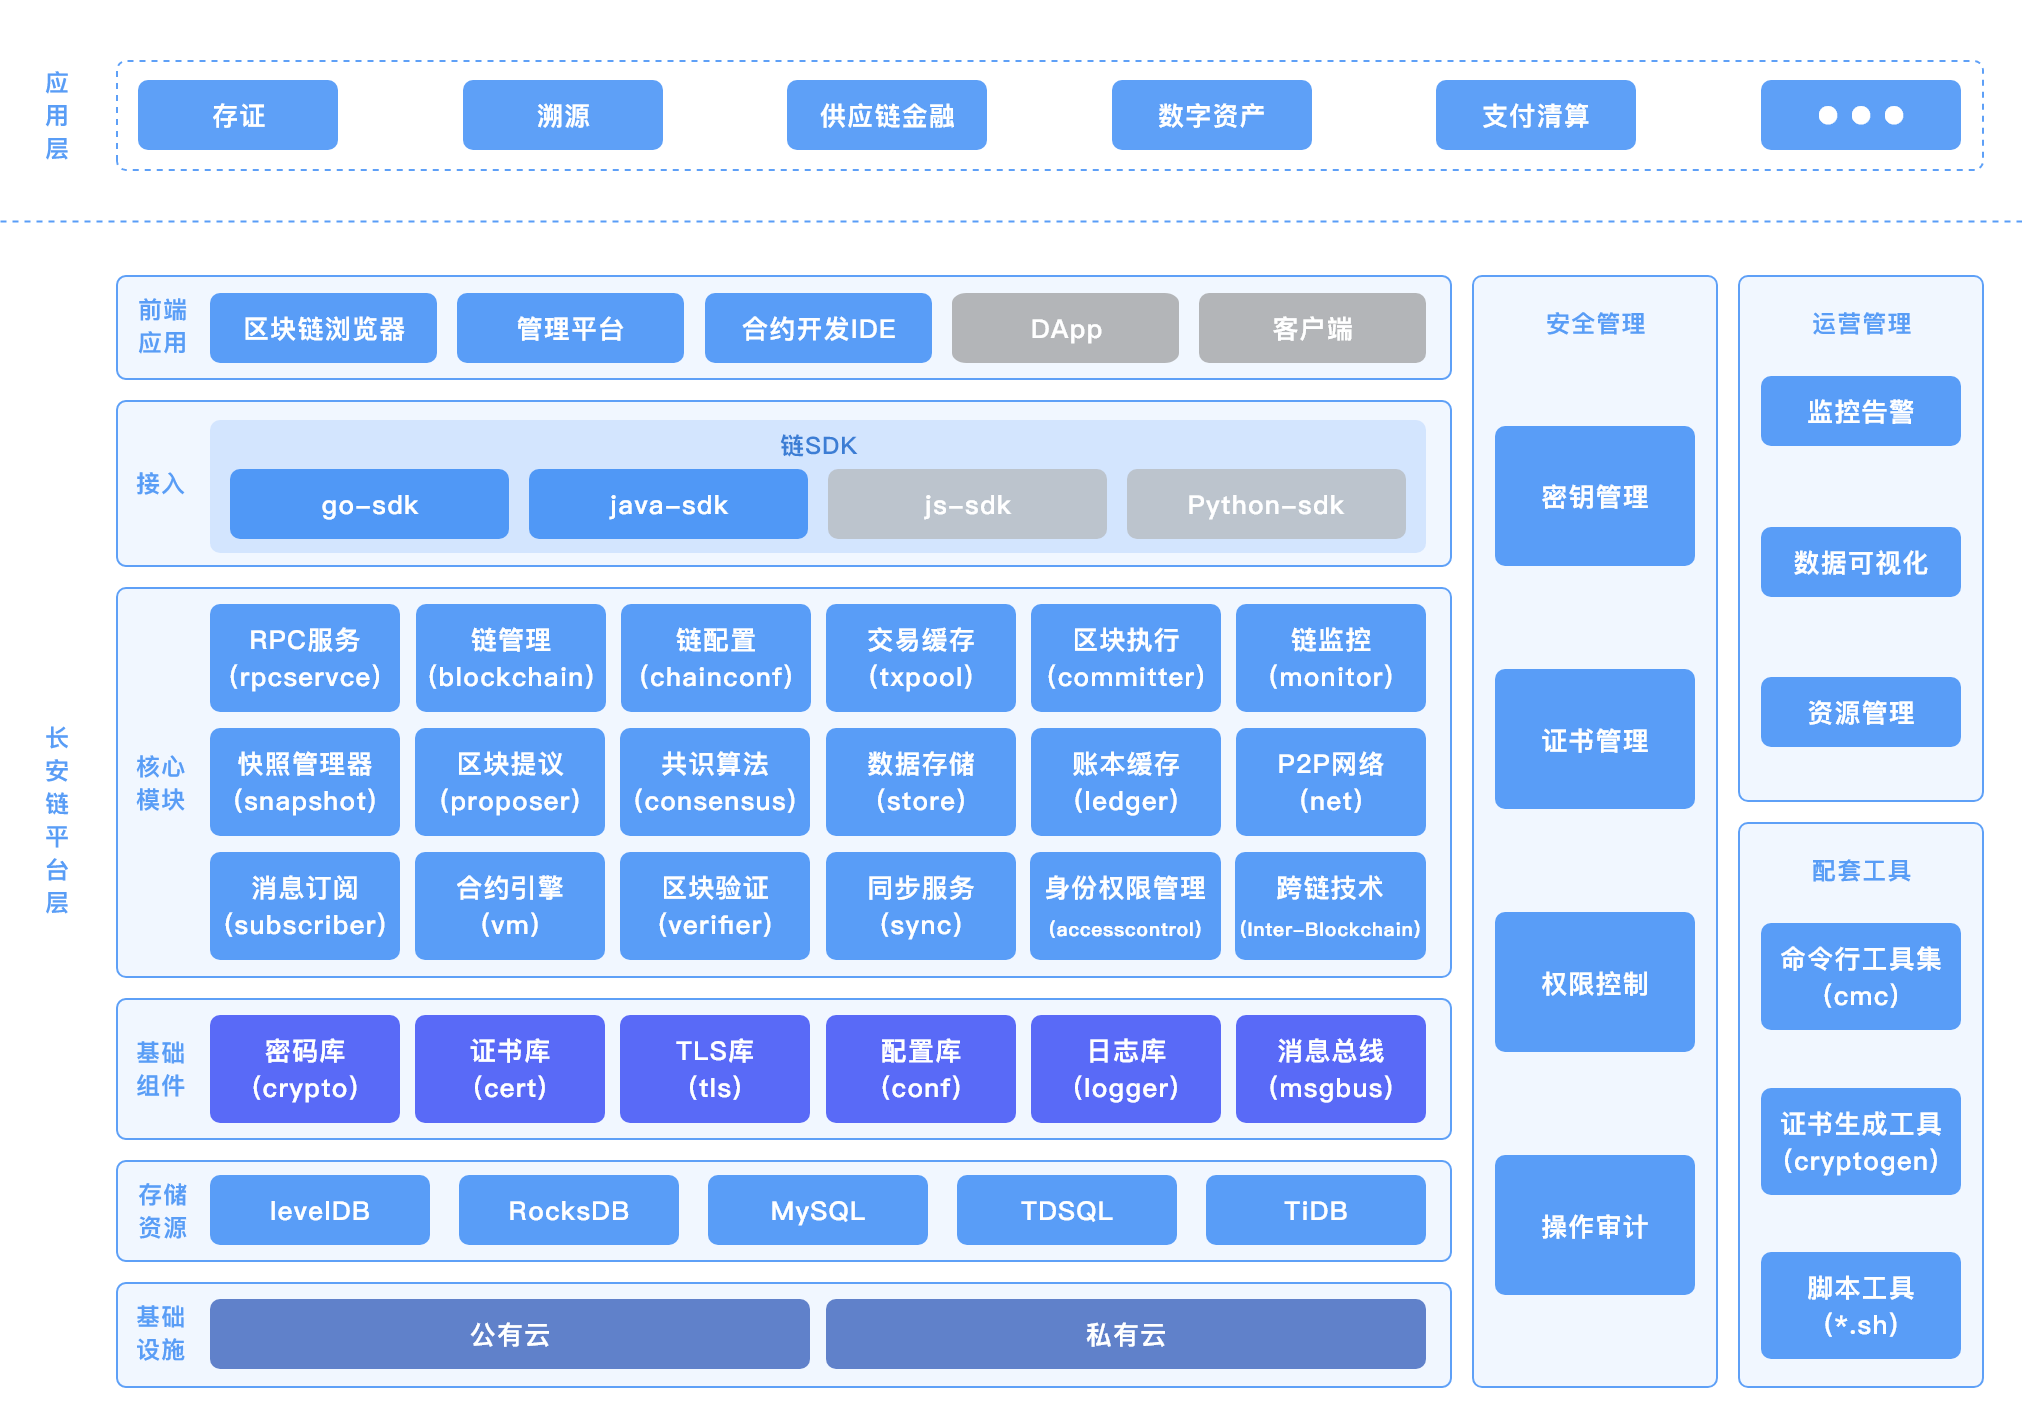 应用层
存证
溯源
供应链金融
数字资产
支付清算
•••
长安链平台层
前端
应用
区块链浏览器
管理平台
合约开发IDE
DApp
客户端
接入
链SDK
go-sdk
java-sdk
js-sdk
Python-sdk
核心
模块
RPC服务
(rpcservce)
链管理
(blockchain)
链配置
(chainconf)
交易缓存
(txpool)
区块执行
(committer)
链监控
(monitor)
快照管理器
(snapshot)
区块提议
(proposer)
共识算法
(consensus)
数据存储
(store)
账本缓存
(ledger)
P2P网络
(net)
消息订阅
(subscriber)
合约引擎
(vm)
区块验证
(verifier)
同步服务
(sync)
身份权限管理
(accesscontrol)
跨链技术
(Inter-Blockchain)
基础
组件
密码库
(crypto)
证书库
(cert)
TLS库
(tls)
配置库
(conf)
日志库
(logger)
消息总线
(msgbus)
存储
资源
levelDB
RocksDB
MySQL
TDSQL
TiDB
基础
设施
公有云
私有云
安全管理
密钥管理
证书管理
权限控制
操作审计
运营管理
监控告警
数据可视化
资源管理
配套工具
命令行工具集
(cmc)
证书生成工具
(cryptogen)
脚本工具
(*.sh)